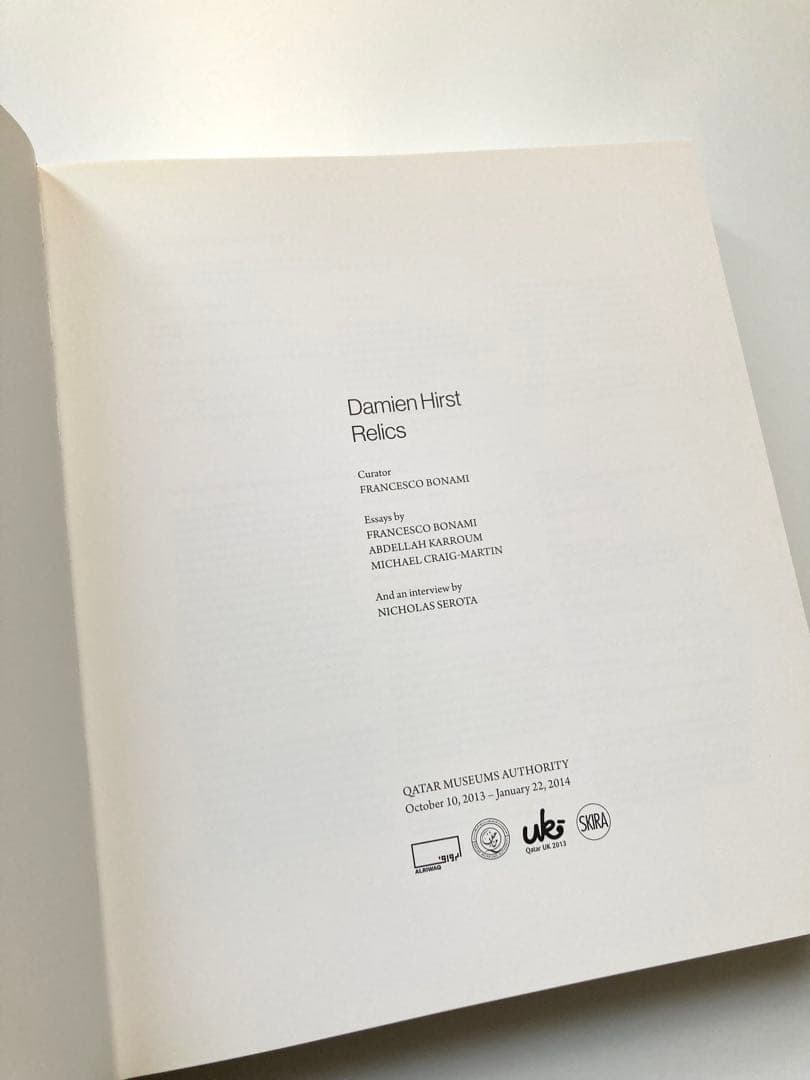 Damien Hirst
Relics
Curator
FRANCESCO BONAMI
Essays by
FRANCESCO BONAMI
ABDELLAH KARROUM
MICHAEL CRAIG-MARTIN
And an interview by
NICHOLAS SEROTA
QATAR MUSEUMS AUTHORITY
October 10, 2013 – January 22, 2014
الرواق
ALRIWAQ
Qatar UK 2013
SKIRA